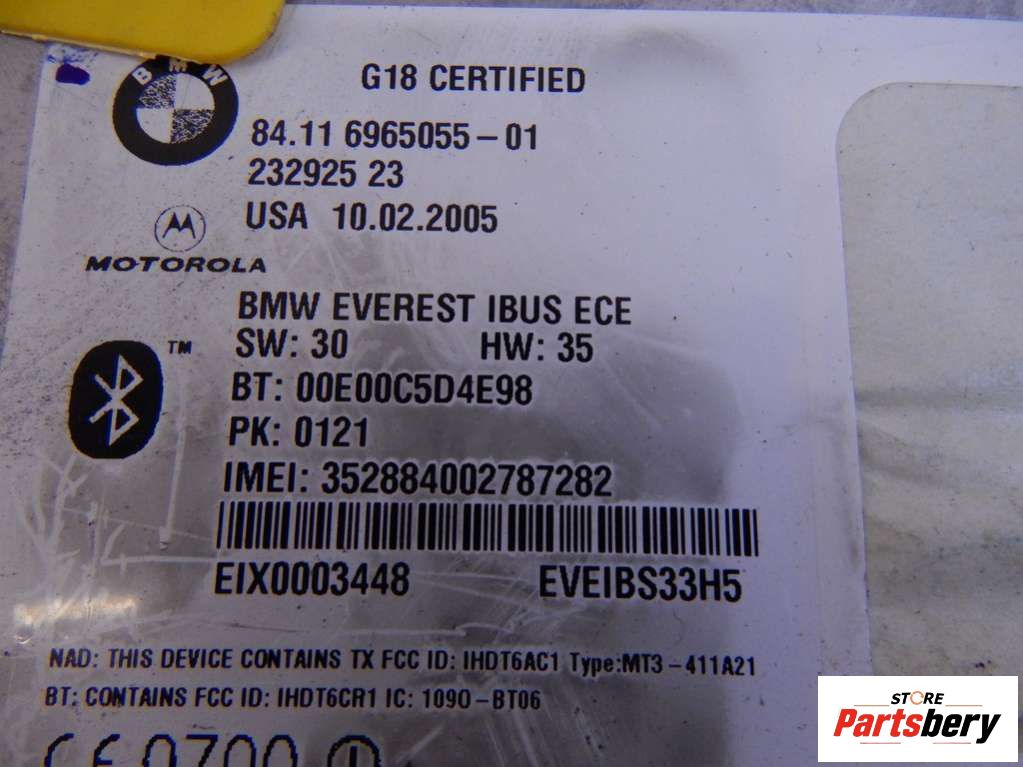 BMW
G18 CERTIFIED
84.11 6965055-01
232925 23
USA 10.02.2005
MOTOROLA
BMW EVEREST IBUS ECE
SW: 30 HW: 35
™
BT: 00E00C5D4E98
PK: 0121
IMEI: 352884002787282
EIX0003448 EVEIBS33H5
NAD: THIS DEVICE CONTAINS TX FCC ID: IHDT6AC1 Type:MT3-411A21
BT: CONTAINS FCC ID: IHDT6CR1 IC: 1090-BT06
CE 0700
STORE
Partsbery